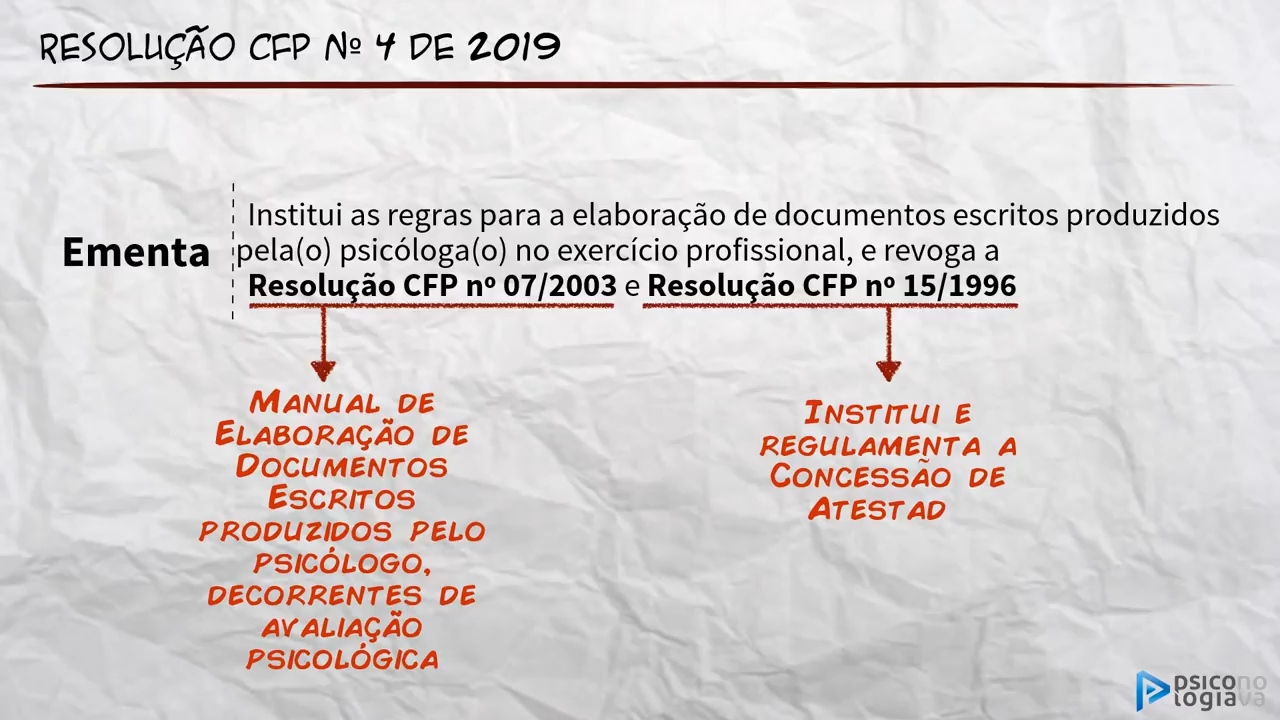 RESOLUÇÃO CFP Nº 4 DE 2019
Institui as regras para a elaboração de documentos escritos produzidos
Ementa
pela(o) psicóloga(o) no exercício profissional, e revoga a
Resolução CFP nº 07/2003 e Resolução CFP nº 15/1996
MANUAL DE
ELABORAÇÃO DE
DOCUMENTOS
ESCRITOS
PRODUZIDOS PELO
PSICÓLOGO,
DECORRENTES DE
AVALIAÇÃO
PSICOLÓGICA
INSTITUI E
REGULAMENTA A
CONCESSÃO DE
ATESTAD
psicono
logiava